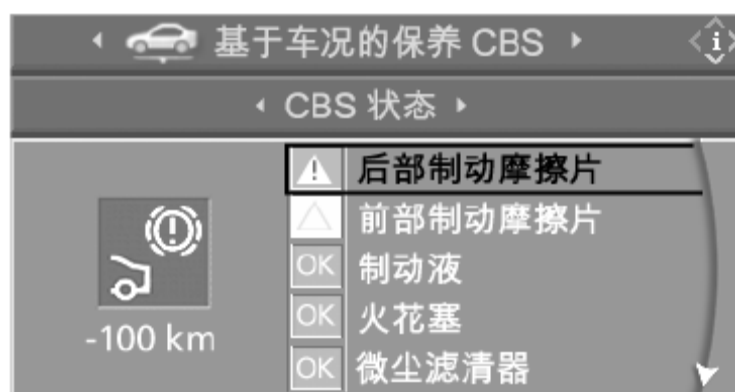 基于车况的保养 CBS
i
CBS 状态
! 后部制动摩擦片
前部制动摩擦片
OK 制动液
OK 火花塞
OK 微尘滤清器
(!)
-100 km